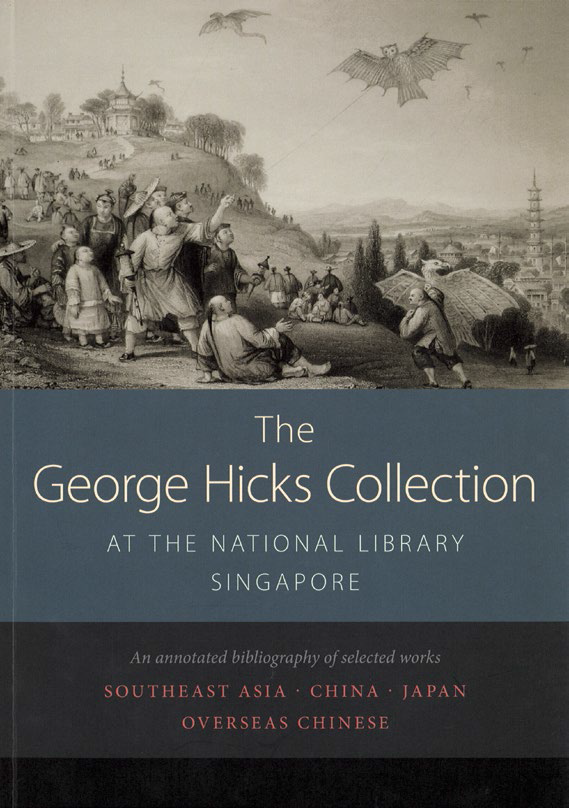 The
George Hicks Collection
AT THE NATIONAL LIBRARY
SINGAPORE
An annotated bibliography of selected works
SOUTHEAST ASIA · CHINA · JAPAN
OVERSEAS CHINESE